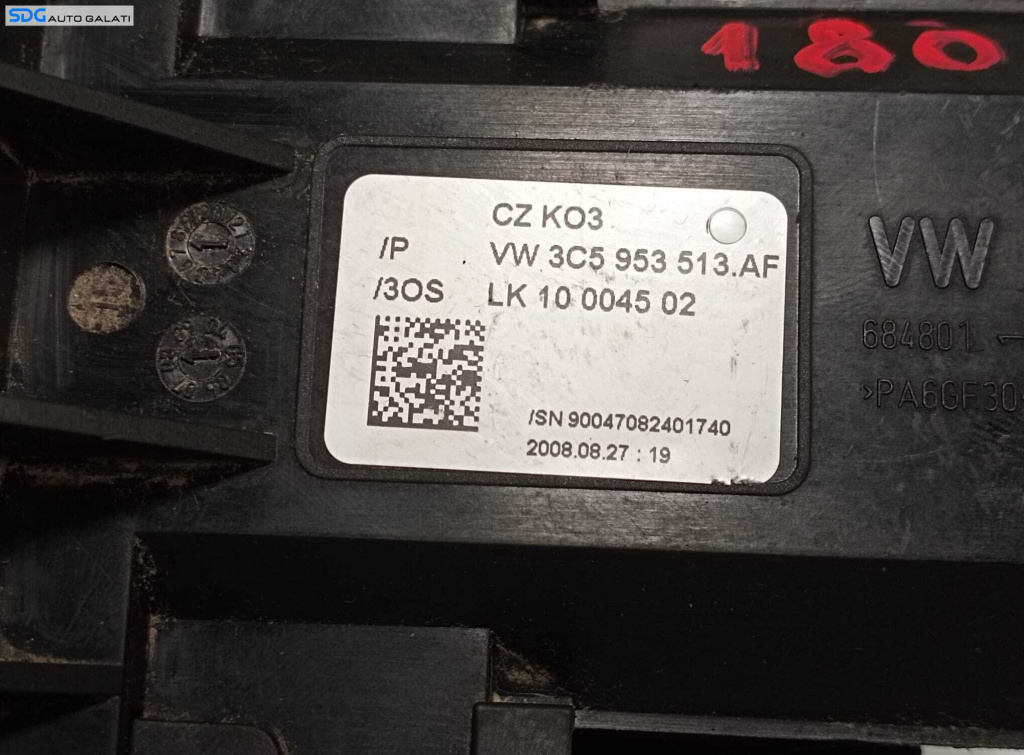 SDG AUTO GALATI
180
CZ KO3
/P VW 3C5 953 513.AF
/3OS LK 10 0045 02
/SN 90047082401740
2008.08.27 : 19
VW
684801
>PA6GF30